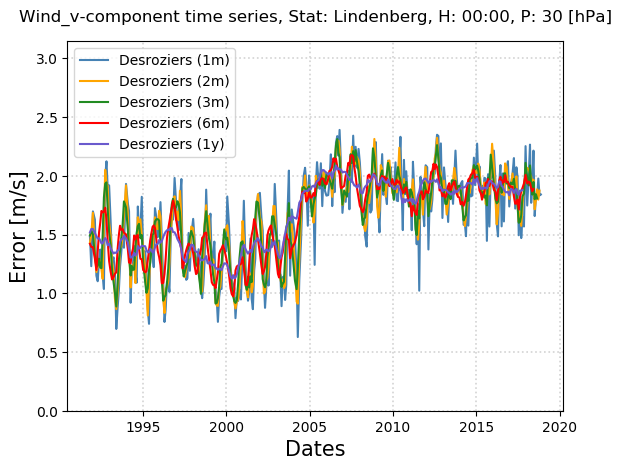 Wind_v-component time series, Stat: Lindenberg, H: 00:00, P: 30 [hPa]
Desroziers (1m)
Desroziers (2m)
Desroziers (3m)
Desroziers (6m)
Desroziers (1y)
Error [m/s]
3.0
2.5
2.0
1.5
1.0
0.5
0.0
1995 2000 2005 2010 2015 2020
Dates